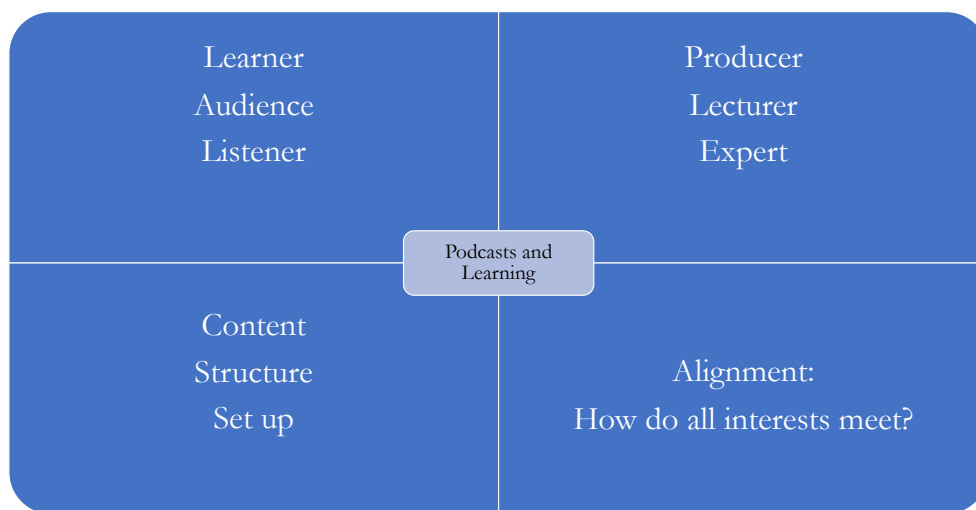 Learner
Audience
Listener
Producer
Lecturer
Expert
Podcasts and
Learning
Content
Structure
Set up
Alignment:
How do all interests meet?